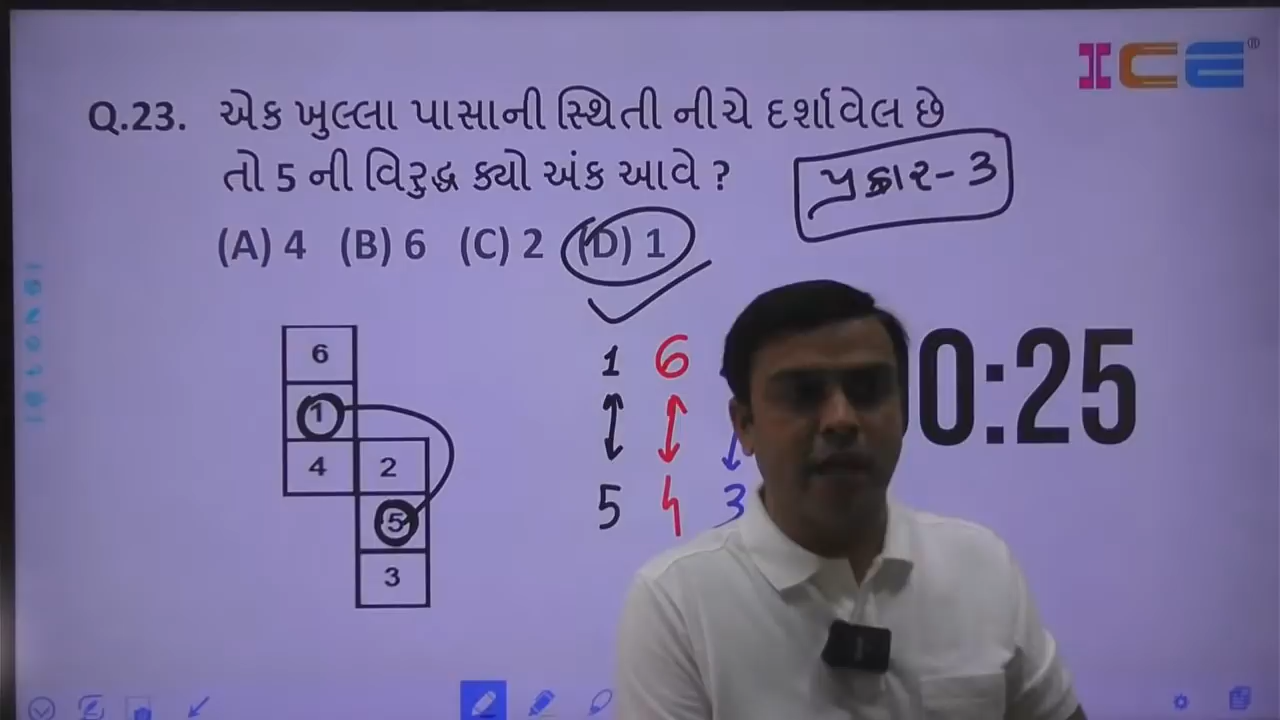 ICE®
Q.23. એક ખુલ્લા પાસાની સ્થિતી નીચે દર્શાવેલ છે
તો 5 ની વિરુદ્ધ ક્યો અંક આવે ?
પ્રકાર-3
(A) 4 (B) 6 (C) 2 (D) 1
6
1
4 2
5
3
1 6
5 4 3
0:25